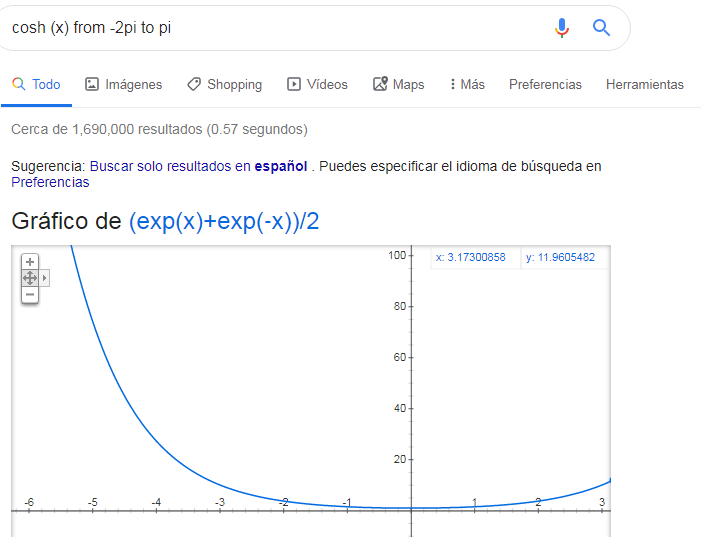 cosh (x) from -2pi to pi
Todo Imágenes Shopping Vídeos Maps Más Preferencias Herramientas
Cerca de 1,690,000 resultados (0.57 segundos)
Sugerencia: Buscar solo resultados en español . Puedes especificar el idioma de búsqueda en
Preferencias
Gráfico de (exp(x)+exp(-x))/2
100 x: 3.17300858 y: 11.9605482
80
60
40
20
-6 -5 -4 -3 -2 -1 1 2 3